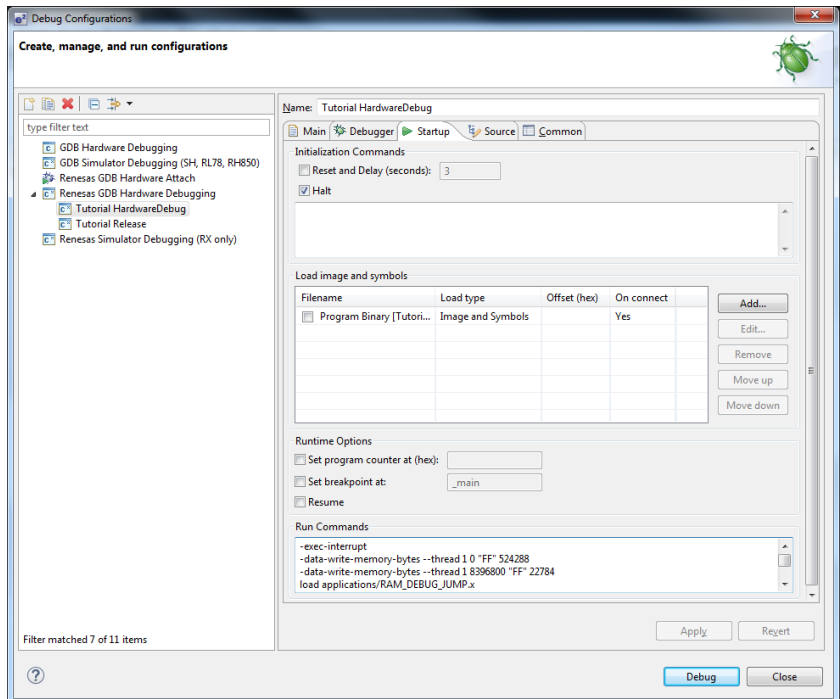 Debug Configurations
Create, manage, and run configurations
type filter text
GDB Hardware Debugging
GDB Simulator Debugging (SH, RL78, RH850)
Renesas GDB Hardware Attach
Renesas GDB Hardware Debugging
Tutorial HardwareDebug
Tutorial Release
Renesas Simulator Debugging (RX only)
Filter matched 7 of 11 items
Name: Tutorial HardwareDebug
Main Debugger Startup Source Common
Initialization Commands
Reset and Delay (seconds): 3
Halt
Load image and symbols
Filename Load type Offset (hex) On connect
Program Binary [Tutori... Image and Symbols Yes
Add...
Edit...
Remove
Move up
Move down
Runtime Options
Set program counter at (hex):
Set breakpoint at: _main
Resume
Run Commands
-exec-interrupt
-data-write-memory-bytes --thread 1 0 "FF" 524288
-data-write-memory-bytes --thread 1 8396800 "FF" 22784
load applications/RAM_DEBUG_JUMP.x
Apply Revert
? Debug Close